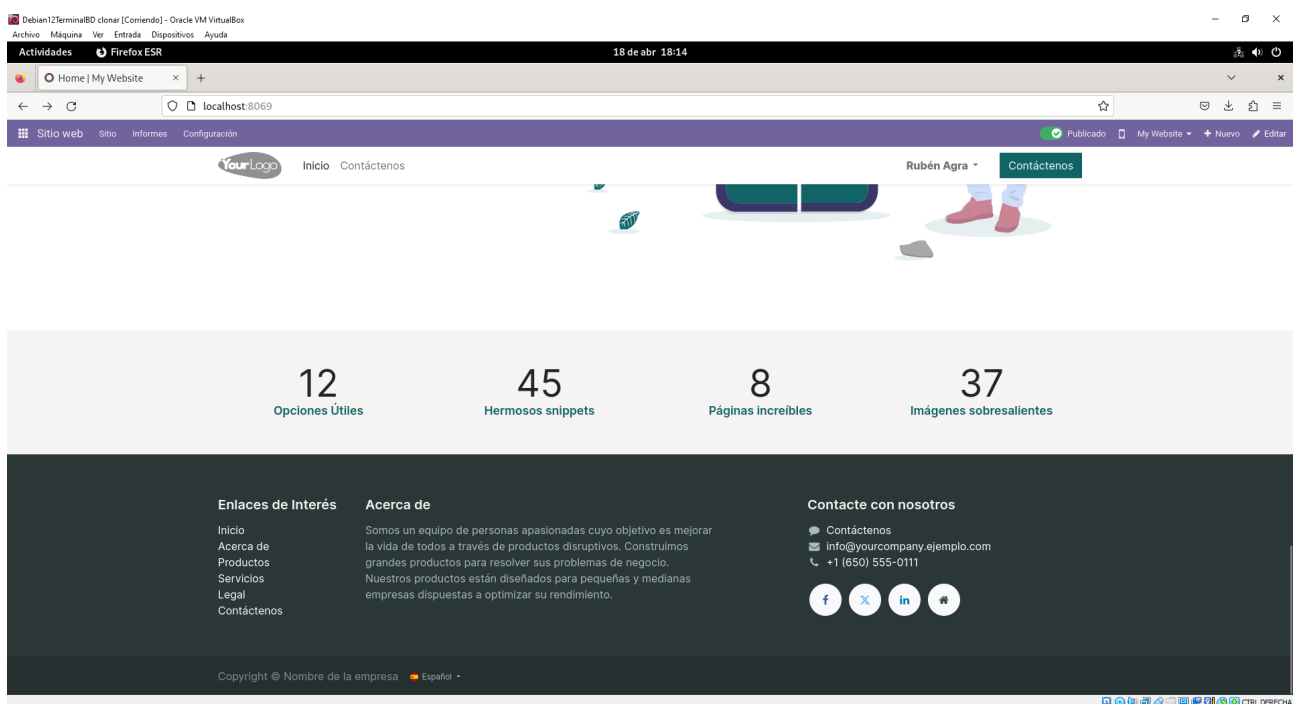 Debian12TerminalBD clonar [Corriendo] - Oracle VM VirtualBox
Archivo Máquina Ver Entrada Dispositivos Ayuda
Actividades Firefox ESR 18 de abr 18:14
Home | My Website
localhost:8069
Sitio web Sitio Informes Configuración Publicado My Website + Nuevo Editar
YourLogo Inicio Contáctenos Rubén Agra Contáctenos
12 45 8 37
Opciones Útiles Hermosos snippets Páginas increíbles Imágenes sobresalientes
Enlaces de Interés
Inicio
Acerca de
Productos
Servicios
Legal
Contáctenos
Acerca de
Somos un equipo de personas apasionadas cuyo objetivo es mejorar
la vida de todos a través de productos disruptivos. Construimos
grandes productos para resolver sus problemas de negocio.
Nuestros productos están diseñados para pequeñas y medianas
empresas dispuestas a optimizar su rendimiento.
Contacte con nosotros
Contáctenos
info@yourcompany.ejemplo.com
+1 (650) 555-0111
Copyright © Nombre de la empresa Español
CTRL DERECHA